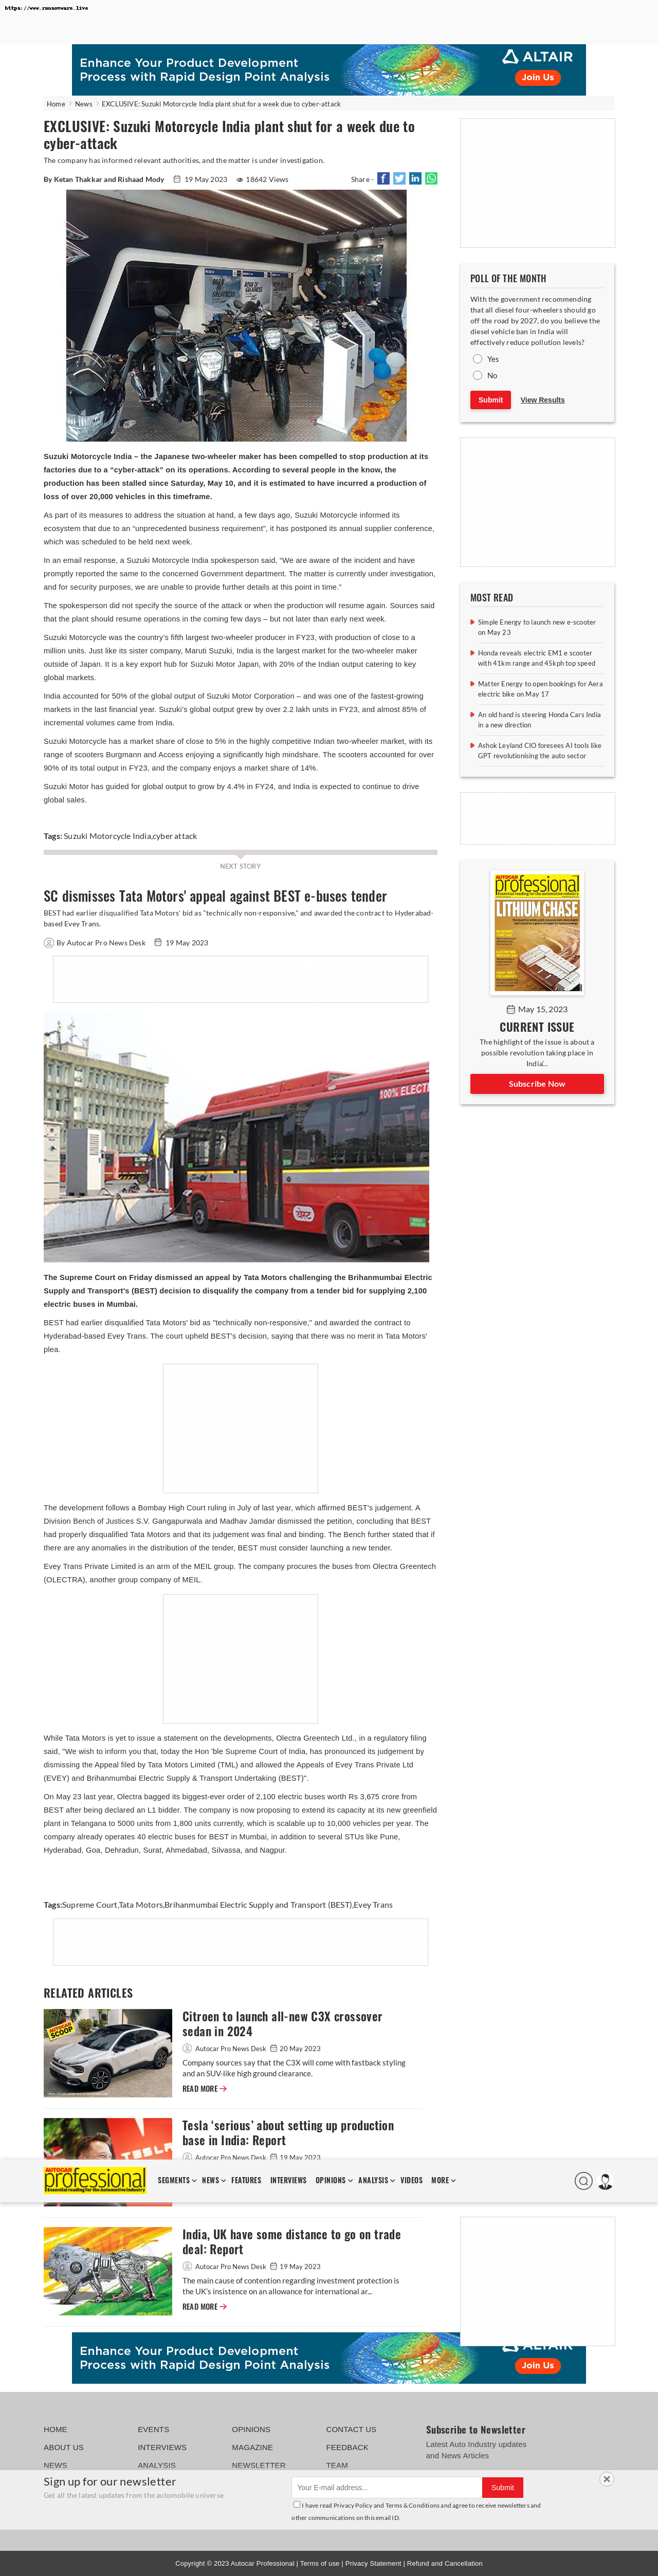 https://www.ransomware.live
Enhance Your Product Development
Process with Rapid Design Point Analysis
ALTAIR
Join Us
Home > News > EXCLUSIVE: Suzuki Motorcycle India plant shut for a week due to cyber-attack
EXCLUSIVE: Suzuki Motorcycle India plant shut for a week due to
cyber-attack
The company has informed relevant authorities, and the matter is under investigation.
By Ketan Thakkar and Rishaad Mody 19 May 2023 18642 Views Share -
Suzuki Motorcycle India – the Japanese two-wheeler maker has been compelled to stop production at its
factories due to a “cyber-attack” on its operations. According to several people in the know, the
production has been stalled since Saturday, May 10, and it is estimated to have incurred a production of
loss of over 20,000 vehicles in this timeframe.
As part of its measures to address the situation at hand, a few days ago, Suzuki Motorcycle informed its
ecosystem that due to an “unprecedented business requirement”, it has postponed its annual supplier conference,
which was scheduled to be held next week.
In an email response, a Suzuki Motorcycle India spokesperson said, "We are aware of the incident and have
promptly reported the same to the concerned Government department. The matter is currently under investigation,
and for security purposes, we are unable to provide further details at this point in time.”
The spokesperson did not specify the source of the attack or when the production will resume again. Sources said
that the plant should resume operations in the coming few days – but not later than early next week.
Suzuki Motorcycle was the country's fifth largest two-wheeler producer in FY23, with production of close to a
million units. Just like its sister company, Maruti Suzuki, India is the largest market for the two-wheeler maker
outside of Japan. It is a key export hub for Suzuki Motor Japan, with 20% of the Indian output catering to key
global markets.
India accounted for 50% of the global output of Suzuki Motor Corporation – and was one of the fastest-growing
markets in the last financial year. Suzuki's global output grew by over 2.2 lakh units in FY23, and almost 85% of
incremental volumes came from India.
Suzuki Motorcycle has a market share of close to 5% in the highly competitive Indian two-wheeler market, with its
range of scooters Burgmann and Access enjoying a significantly high mindshare. The scooters accounted for over
90% of its total output in FY23, and the company enjoys a market share of 14%.
Suzuki Motor has guided for global output to grow by 4.4% in FY24, and India is expected to continue to drive
global sales.
Tags: Suzuki Motorcycle India,cyber attack
NEXT STORY
SC dismisses Tata Motors' appeal against BEST e-buses tender
BEST had earlier disqualified Tata Motors' bid as "technically non-responsive," and awarded the contract to Hyderabad-
based Evey Trans.
By Autocar Pro News Desk 19 May 2023
100% ELECTRIC
The Supreme Court on Friday dismissed an appeal by Tata Motors challenging the Brihanmumbai Electric
Supply and Transport's (BEST) decision to disqualify the company from a tender bid for supplying 2,100
electric buses in Mumbai.
BEST had earlier disqualified Tata Motors' bid as "technically non-responsive," and awarded the contract to
Hyderabad-based Evey Trans. The court upheld BEST's decision, saying that there was no merit in Tata Motors'
plea.
The development follows a Bombay High Court ruling in July of last year, which affirmed BEST's judgement. A
Division Bench of Justices S.V. Gangapurwala and Madhav Jamdar dismissed the petition, concluding that BEST
had properly disqualified Tata Motors and that its judgement was final and binding. The Bench further stated that if
there are any anomalies in the distribution of the tender, BEST must consider launching a new tender.
Evey Trans Private Limited is an arm of the MEIL group. The company procures the buses from Olectra Greentech
(OLECTRA), another group company of MEIL.
While Tata Motors is yet to issue a statement on the developments, Olectra Greentech Ltd., in a regulatory filing
said, "We wish to inform you that, today the Hon 'ble Supreme Court of India, has pronounced its judgement by
dismissing the Appeal filed by Tata Motors Limited (TML) and allowed the Appeals of Evey Trans Private Ltd
(EVEY) and Brihanmumbai Electric Supply & Transport Undertaking (BEST)".
On May 23 last year, Olectra bagged its biggest-ever order of 2,100 electric buses worth Rs 3,675 crore from
BEST after being declared an L1 bidder. The company is now proposing to extend its capacity at its new greenfield
plant in Telangana to 5000 units from 1,800 units currently, which is scalable up to 10,000 vehicles per year. The
company already operates 40 electric buses for BEST in Mumbai, in addition to several STUs like Pune,
Hyderabad, Goa, Dehradun, Surat, Ahmedabad, Silvassa, and Nagpur.
Tags:Supreme Court,Tata Motors,Brihanmumbai Electric Supply and Transport (BEST),Evey Trans
RELATED ARTICLES
AUTOCAR
SCOOP
Citroen to launch all-new C3X crossover
sedan in 2024
Autocar Pro News Desk 20 May 2023
Company sources say that the C3X will come with fastback styling
and an SUV-like high ground clearance.
READ MORE
Tesla ‘serious’ about setting up production
base in India: Report
Autocar Pro News Desk 19 May 2023
AUTOCAR
professional
Essential reading for the Automotive industry
SEGMENTS NEWS FEATURES INTERVIEWS OPINIONS ANALYSIS VIDEOS MORE
India, UK have some distance to go on trade
deal: Report
Autocar Pro News Desk 19 May 2023
The main cause of contention regarding investment protection is
the UK's insistence on an allowance for international ar...
READ MORE
POLL OF THE MONTH
With the government recommending
that all diesel four-wheelers should go
off the road by 2027, do you believe the
diesel vehicle ban in India will
effectively reduce pollution levels?
Yes
No
Submit View Results
MOST READ
Simple Energy to launch new e-scooter
on May 23
Honda reveals electric EM1 e scooter
with 41km range and 45kph top speed
Matter Energy to open bookings for Aera
electric bike on May 17
An old hand is steering Honda Cars India
in a new direction
Ashok Leyland CIO foresees AI tools like
GPT revolutionising the auto sector
AUTOCAR
professional
LITHIUM CHASE
May 15, 2023
CURRENT ISSUE
The highlight of the issue is about a
possible revolution taking place in
India'...
Subscribe Now
Enhance Your Product Development
Process with Rapid Design Point Analysis
ALTAIR
Join Us
HOME EVENTS OPINIONS CONTACT US
ABOUT US INTERVIEWS MAGAZINE FEEDBACK
NEWS ANALYSIS NEWSLETTER TEAM
Subscribe to Newsletter
Latest Auto Industry updates
and News Articles
Sign up for our newsletter
Get all the latest updates from the automobile universe
Your E-mail address... Submit
I have read Privacy Policy and Terms & Conditions and agree to receive newsletters and
other communications on this email ID.
Copyright © 2023 Autocar Professional | Terms of use | Privacy Statement | Refund and Cancellation